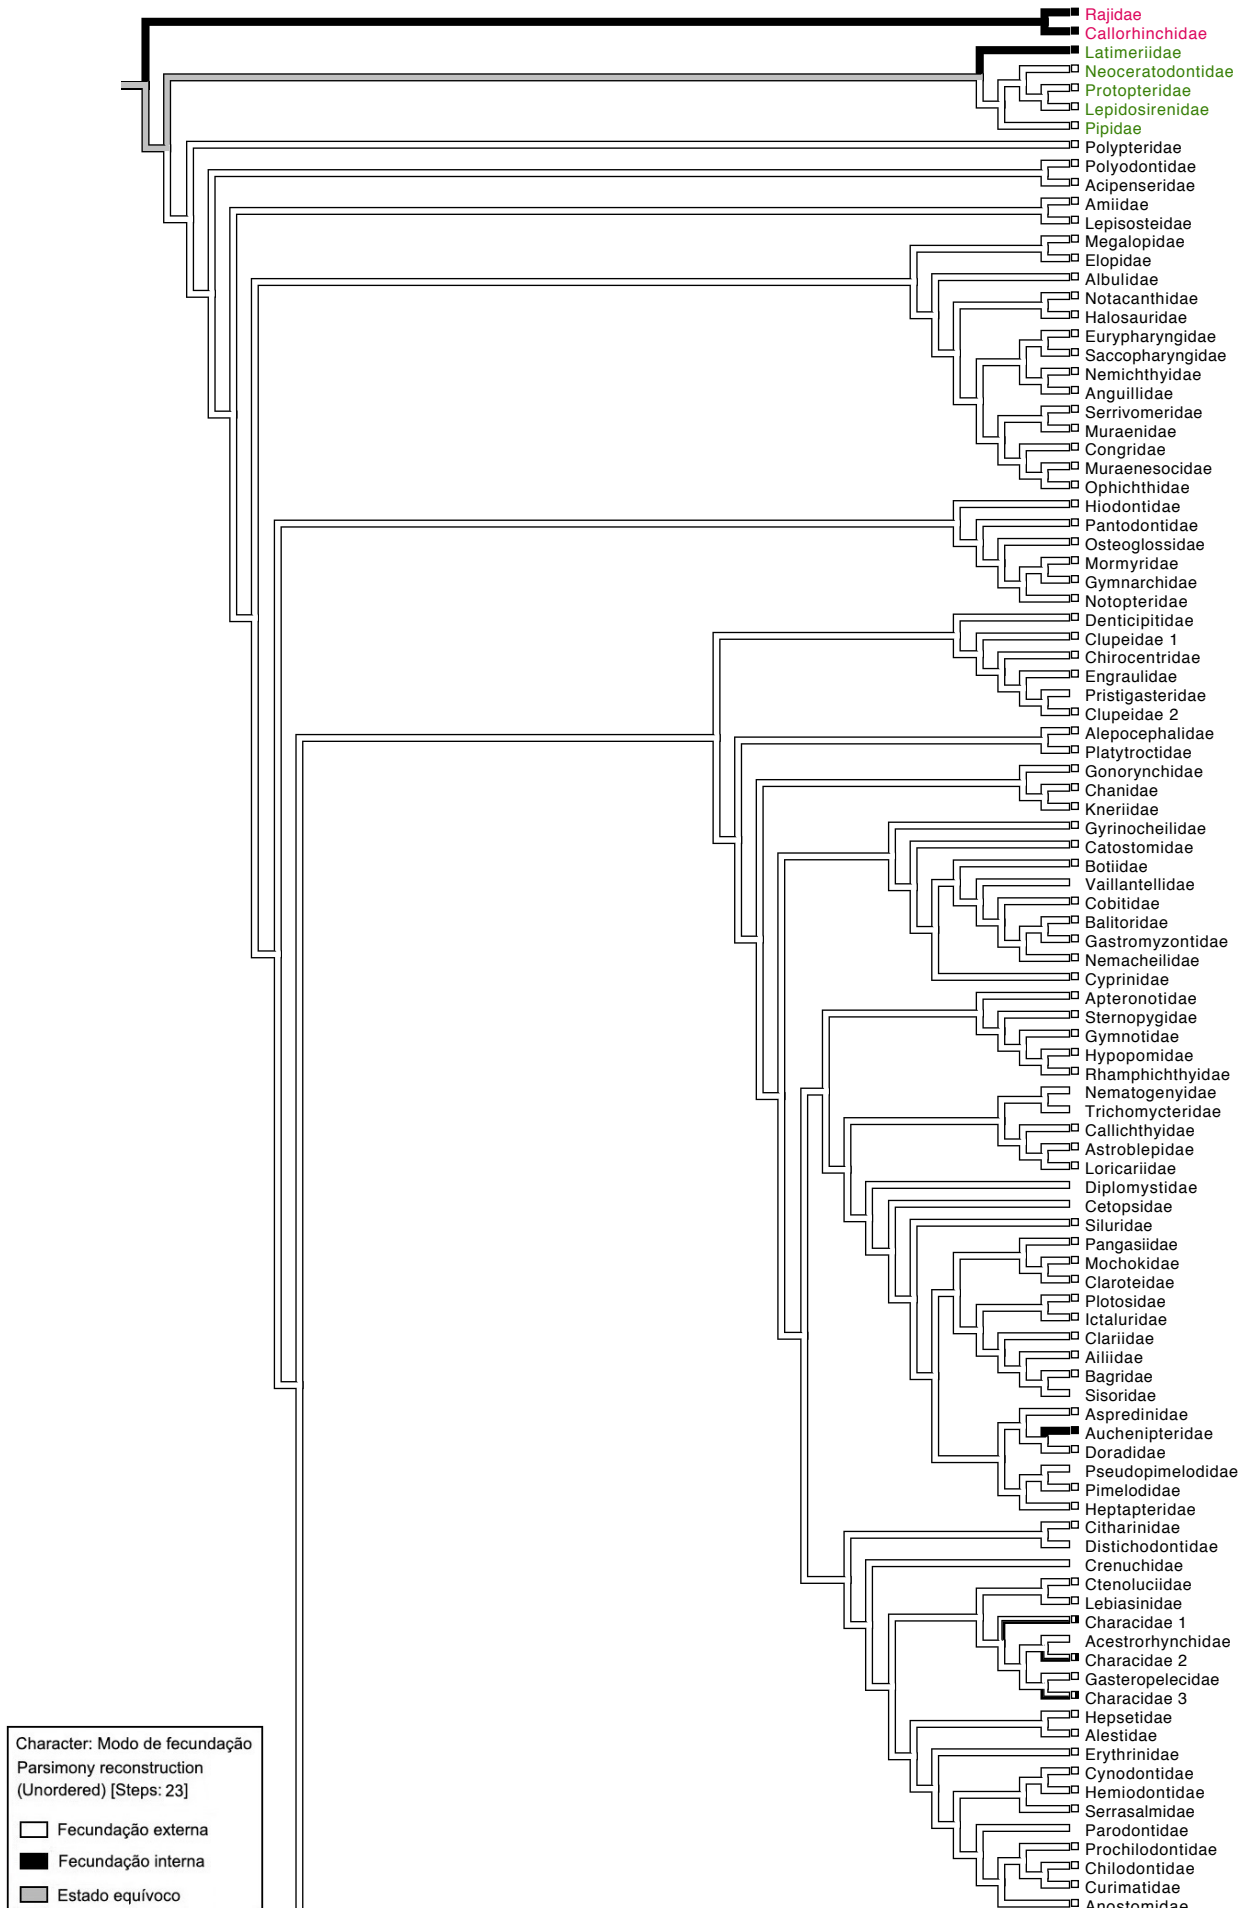 Rajidae
Callorhinchidae
Latimeriidae
Neoceratodontidae
Protopteridae
Lepidosirenidae
Pipidae
Polypteridae
Polyodontidae
Acipenseridae
Amiidae
Lepisosteidae
Megalopidae
Elopidae
Albulidae
Notacanthidae
Halosauridae
Eurypharyngidae
Saccopharyngidae
Nemichthyidae
Anguillidae
Serrivomeridae
Muraenidae
Congridae
Muraenesocidae
Ophichthidae
Hiodontidae
Pantodontidae
Osteoglossidae
Mormyridae
Gymnarchidae
Notopteridae
Denticipitidae
Clupeidae 1
Chirocentridae
Engraulidae
Pristigasteridae
Clupeidae 2
Alepocephalidae
Platytroctidae
Gonorynchidae
Chanidae
Kneriidae
Gyrinocheilidae
Catostomidae
Botiidae
Vaillantellidae
Cobitidae
Balitoridae
Gastromyzontidae
Nemacheilidae
Cyprinidae
Apteronotidae
Sternopygidae
Gymnotidae
Hypopomidae
Rhamphichthyidae
Nematogenyidae
Trichomycteridae
Callichthyidae
Astroblepidae
Loricariidae
Diplomystidae
Cetopsidae
Siluridae
Pangasiidae
Mochokidae
Claroteidae
Plotosidae
Ictaluridae
Clariidae
Ailiidae
Bagridae
Sisoridae
Aspredinidae
Auchenipteridae
Doradidae
Pseudopimelodidae
Pimelodidae
Heptapteridae
Citharinidae
Distichodontidae
Crenuchidae
Ctenoluciidae
Lebiasinidae
Characidae 1
Acestrorhynchidae
Characidae 2
Gasteropelecidae
Characidae 3
Hepsetidae
Alestidae
Erythrinidae
Cynodontidae
Hemiodontidae
Serrasalmidae
Parodontidae
Prochilodontidae
Chilodontidae
Curimatidae
Anostomidae
Character: Modo de fecundação
Parsimony reconstruction
(Unordered) [Steps: 23]
Fecundação externa
Fecundação interna
Estado equívoco